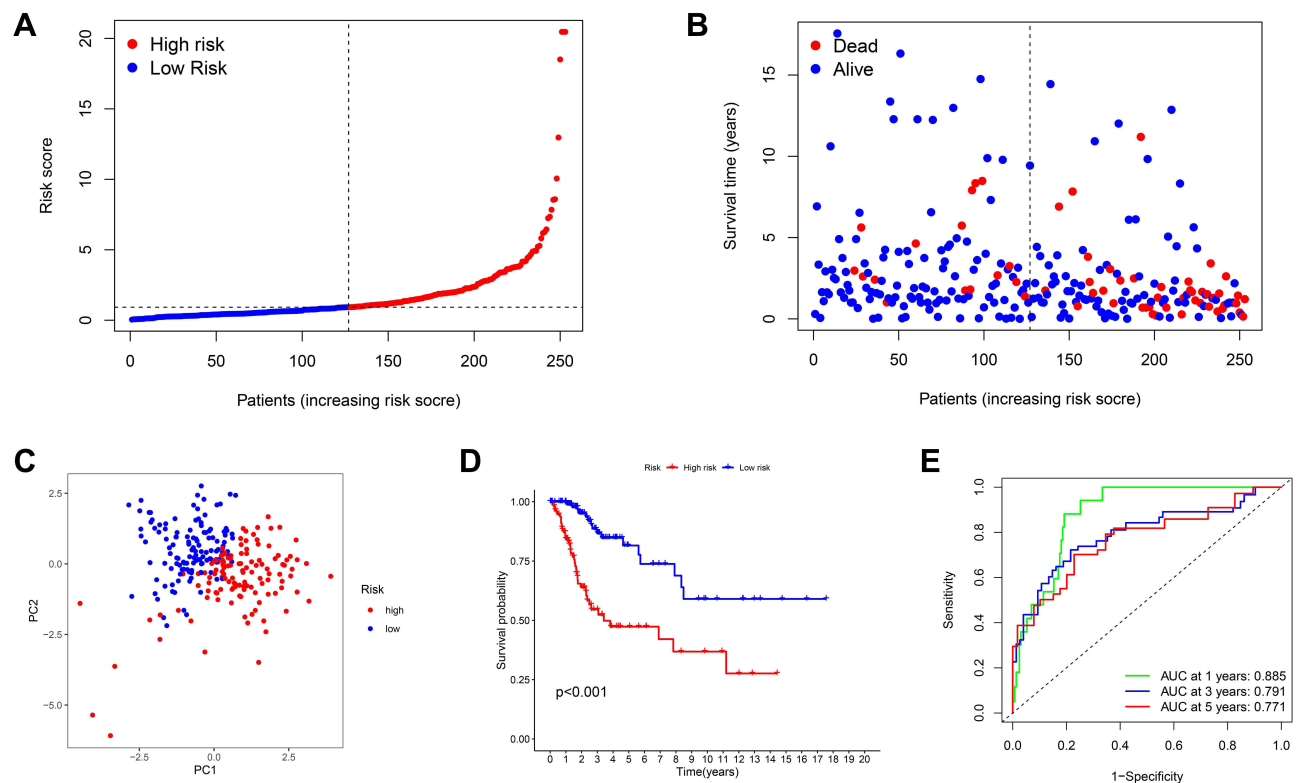 A
High risk
Low Risk
20
15
10
5
0
Risk score
0
50
100
150
200
250
Patients (increasing risk socre)
B
Dead
Alive
15
10
5
0
Survival time (years)
0
50
100
150
200
250
Patients (increasing risk socre)
C
2.5
0.0
−2.5
−5.0
PC2
−2.5
0.0
2.5
PC1
Risk
high
low
D
Risk High risk Low risk
1.00
0.75
0.50
0.25
0.00
Survival probability
p<0.001
0 1 2 3 4 5 6 7 8 9 10 11 12 13 14 15 16 17 18 19 20
Time(years)
E
1.0
0.8
0.6
0.4
0.2
0.0
Sensitivity
AUC at 1 years: 0.885
AUC at 3 years: 0.791
AUC at 5 years: 0.771
0.0
0.2
0.4
0.6
0.8
1.0
1−Specificity